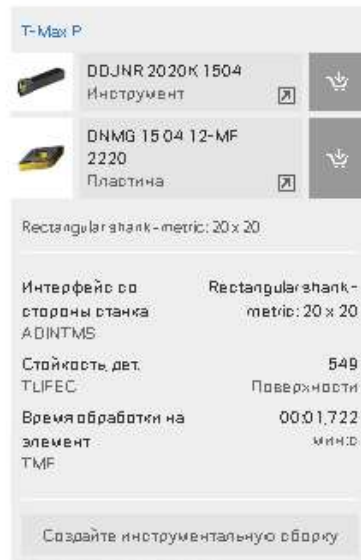 T-Max P
DDJNR 2020K 1504
Инструмент
DNMG 15 04 12-MF
2220
Пластина
Rectangular shank - metric: 20 x 20
Интерфейс со
стороны станка
ADINTMS
Rectangular shank -
metric: 20 x 20
Стойкость, дет.
TLIFEC
549
Поверхности
Время обработки на
элемент
TMF
00:01,722
мин:с
Создайте инструментальную сборку